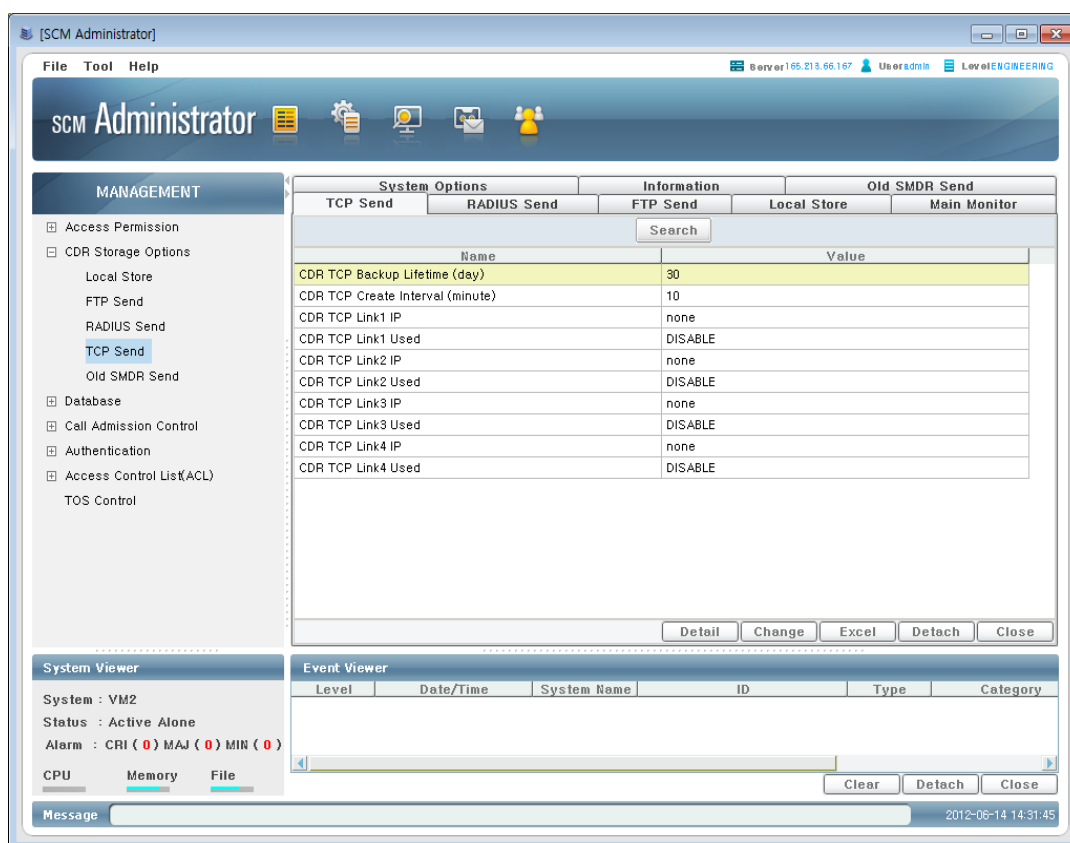 [SCM Administrator]
File Tool Help
Server165.213.66.167 Useradmin LevelENGINEERING
SCM Administrator
MANAGEMENT
Access Permission
CDR Storage Options
Local Store
FTP Send
RADIUS Send
TCP Send
Old SMDR Send
Database
Call Admission Control
Authentication
Access Control List(ACL)
TOS Control
System Options Information Old SMDR Send
TCP Send RADIUS Send FTP Send Local Store Main Monitor
Search
Name Value
CDR TCP Backup Lifetime (day) 30
CDR TCP Create Interval (minute) 10
CDR TCP Link1 IP none
CDR TCP Link1 Used DISABLE
CDR TCP Link2 IP none
CDR TCP Link2 Used DISABLE
CDR TCP Link3 IP none
CDR TCP Link3 Used DISABLE
CDR TCP Link4 IP none
CDR TCP Link4 Used DISABLE
Detail Change Excel Detach Close
System Viewer
System : VM2
Status : Active Alone
Alarm : CRI ( 0 ) MAJ ( 0 ) MIN ( 0 )
CPU Memory File
Event Viewer
Level Date/Time System Name ID Type Category
Clear Detach Close
Message 2012-06-14 14:31:45